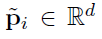 p̃ᵢ ∈ ℝᵈ